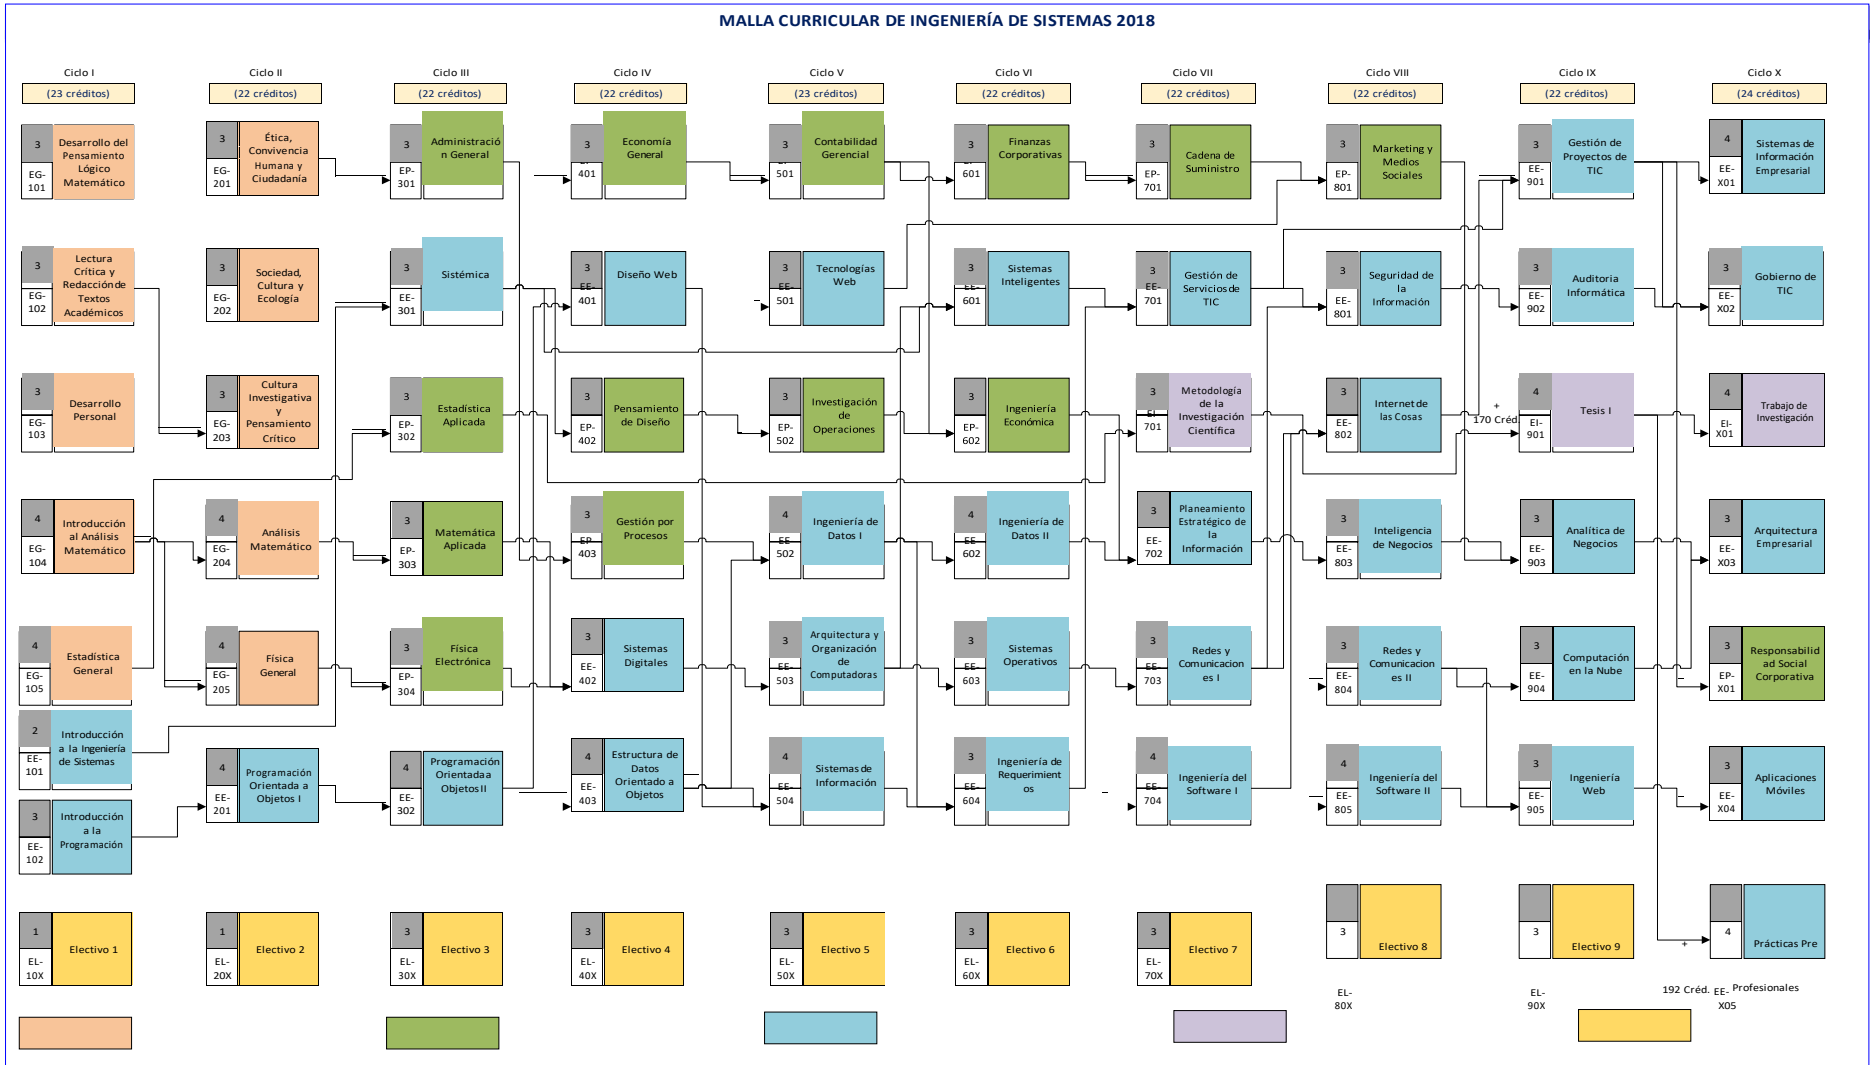 MALLA CURRICULAR DE INGENIERÍA DE SISTEMAS 2018
Ciclo I
Ciclo II
Ciclo III
Ciclo IV
Ciclo V
Ciclo VI
Ciclo VII
Ciclo VIII
Ciclo IX
Ciclo X
(23 créditos)
(22 créditos)
(22 créditos)
(22 créditos)
(23 créditos)
(22 créditos)
(22 créditos)
(22 créditos)
(22 créditos)
(24 créditos)
3
EG-
101
Desarrollo del
Pensamiento
Lógico
Matemático
3
EG-
201
Ética,
Convivencia
Humana y
Ciudadanía
3
EP-
301
Administració
n General
3
EP-
401
Economía
General
3
EP-
501
Contabilidad
Gerencial
3
EP-
601
Finanzas
Corporativas
3
EP-
701
Cadena de
Suministro
3
EP-
801
Marketing y
Medios
Sociales
3
EE-
901
Gestión de
Proyectos de
TIC
4
EE-
X01
Sistemas de
Información
Empresarial
3
EG-
102
Lectura
Crítica y
Redacción de
Textos
Académicos
3
EG-
202
Sociedad,
Cultura y
Ecología
3
EE-
301
Sistémica
3
EE-
401
Diseño Web
3
EE-
501
Tecnologías
Web
3
EE-
601
Sistemas
Inteligentes
3
EE-
701
Gestión de
Servicios de
TIC
3
EE-
801
Seguridad de
la
Información
3
EE-
902
Auditoria
Informática
3
EE-
X02
Gobierno de
TIC
3
EG-
103
Desarrollo
Personal
3
EG-
203
Cultura
Investigativa
y
Pensamiento
Crítico
3
EP-
302
Estadística
Aplicada
3
EP-
402
Pensamiento
de Diseño
3
EP-
502
Investigación
de
Operaciones
3
EP-
602
Ingeniería
Económica
3
EI-
701
Metodología
de la
Investigación
Científica
3
EE-
802
Internet de
las Cosas
+
170 Créd.
4
EI-
901
Tesis I
4
EI-
X01
Trabajo de
Investigación
4
EG-
104
Introducción
al Análisis
Matemático
4
EG-
204
Análisis
Matemático
3
EP-
303
Matemática
Aplicada
3
EP-
403
Gestión por
Procesos
4
EE-
502
Ingeniería de
Datos I
4
EE-
602
Ingeniería de
Datos II
3
EE-
702
Planeamiento
Estratégico de
la
Información
3
EE-
803
Inteligencia
de Negocios
3
EE-
903
Analítica de
Negocios
3
EE-
X03
Arquitectura
Empresarial
4
EG-
105
Estadística
General
4
EG-
205
Física
General
3
EP-
304
Física
Electrónica
3
EE-
402
Sistemas
Digitales
3
EE-
503
Arquitectura y
Organización
de
Computadoras
3
EE-
603
Sistemas
Operativos
3
EE-
703
Redes y
Comunicacion
es I
3
EE-
804
Redes y
Comunicacion
es II
3
EE-
904
Computación
en la Nube
3
EP-
X01
Responsabilid
ad Social
Corporativa
2
EE-
101
Introducción
a la Ingeniería
de Sistemas
4
EE-
201
Programación
Orientada a
Objetos I
4
EE-
302
Programación
Orientada a
Objetos II
4
EE-
403
Estructura de
Datos
Orientado a
Objetos
4
EE-
504
Sistemas de
Información
3
EE-
604
Ingeniería de
Requerimient
os
4
EE-
704
Ingeniería del
Software I
4
EE-
805
Ingeniería del
Software II
3
EE-
905
Ingeniería
Web
3
EE-
X04
Aplicaciones
Móviles
3
EE-
102
Introducción
a la
Programación
1
EL-
10X
Electivo 1
1
EL-
20X
Electivo 2
3
EL-
30X
Electivo 3
3
EL-
40X
Electivo 4
3
EL-
50X
Electivo 5
3
EL-
60X
Electivo 6
3
EL-
70X
Electivo 7
3
Electivo 8
EL-
80X
3
Electivo 9
EL-
90X
+
192 Créd.
4
Prácticas Pre
Profesionales
EE-
X05